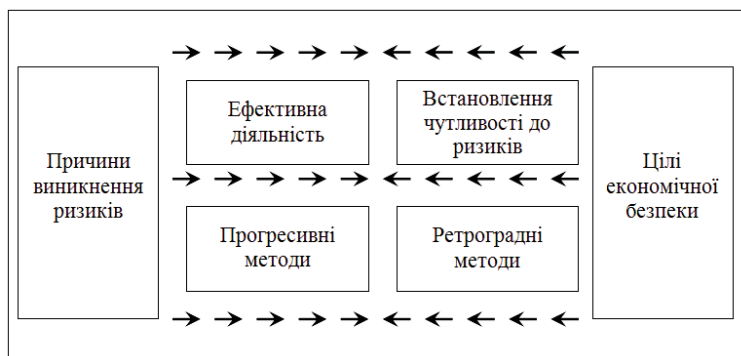 Причини
виникнення
ризиків
Ефективна
діяльність
Встановлення
чутливості до
ризиків
Прогресивні
методи
Ретроградні
методи
Цілі
економічної
безпеки